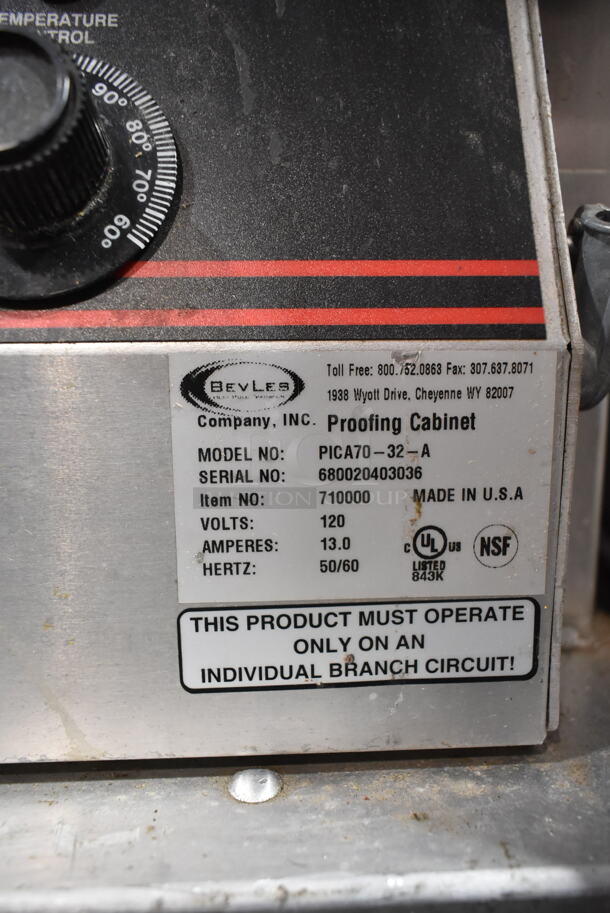 TEMPERATURE
CONTROL
90°
80°
70°
60°
BEVLES
Company, INC.
Toll Free: 800.752.0863 Fax: 307.637.8071
1938 Wyott Drive, Cheyenne WY 82007
Proofing Cabinet
MODEL NO: PICA70-32-A
SERIAL NO: 680020403036
Item NO: 710000 MADE IN U.S.A
VOLTS: 120
AMPERES: 13.0
HERTZ: 50/60
C UL US
LISTED
843K
NSF
THIS PRODUCT MUST OPERATE
ONLY ON AN
INDIVIDUAL BRANCH CIRCUIT!